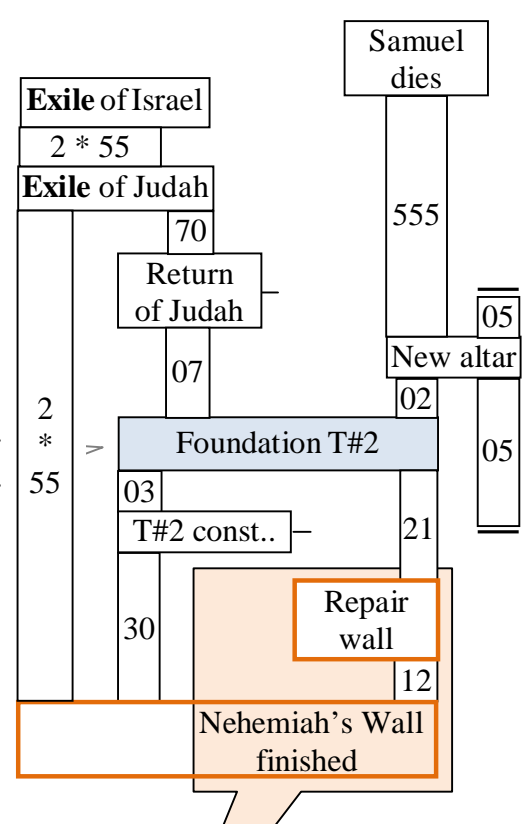 Samuel
dies
Exile of Israel
2 * 55
Exile of Judah
555
70
Return
of Judah
05
New altar
07
02
2
*
55
>
Foundation T#2
05
03
T#2 const..
21
Repair
wall
30
12
Nehemiah’s Wall
finished